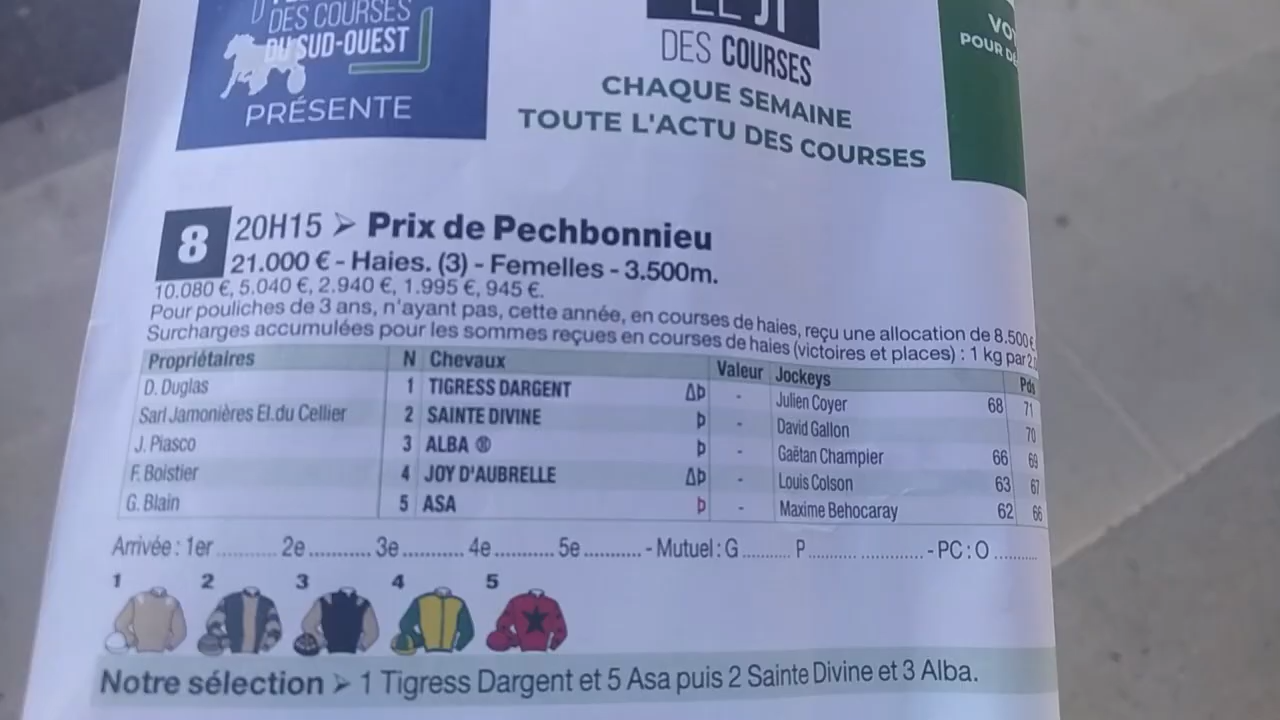 DES COURSES
DU SUD-OUEST
PRÉSENTE
DES COURSES
CHAQUE SEMAINE
TOUTE L'ACTU DES COURSES
POUR
8 20H15 ➢ Prix de Pechbonnieu
21.000 € - Haies. (3) - Femelles - 3.500m.
10.080 €, 5.040 €, 2.940 €, 1.995 €, 945 €.
Pour pouliches de 3 ans, n'ayant pas, cette année, en courses de haies, reçu une allocation de 8.500€
Surcharges accumulées pour les sommes reçues en courses de haies (victoires et places) : 1 kg par
Propriétaires N Chevaux Valeur Jockeys Pds
D. Duglas 1 TIGRESS DARGENT ΔÞ - Julien Coyer 68 71
Sarl Jamonières El.du Cellier 2 SAINTE DIVINE Þ - David Gallon 70
J. Piasco 3 ALBA ® Þ - Gaëtan Champier 66 69
F. Boistier 4 JOY D'AUBRELLE ΔÞ - Louis Colson 63 67
G. Blain 5 ASA Þ - Maxime Behocaray 62 66
Arrivée : 1er .......... 2e ........... 3e ........... 4e .......... 5e .......... - Mutuel : G ......... P ........ ........... - PC : O ........
1 2 3 4 5
Notre sélection ➢ 1 Tigress Dargent et 5 Asa puis 2 Sainte Divine et 3 Alba.